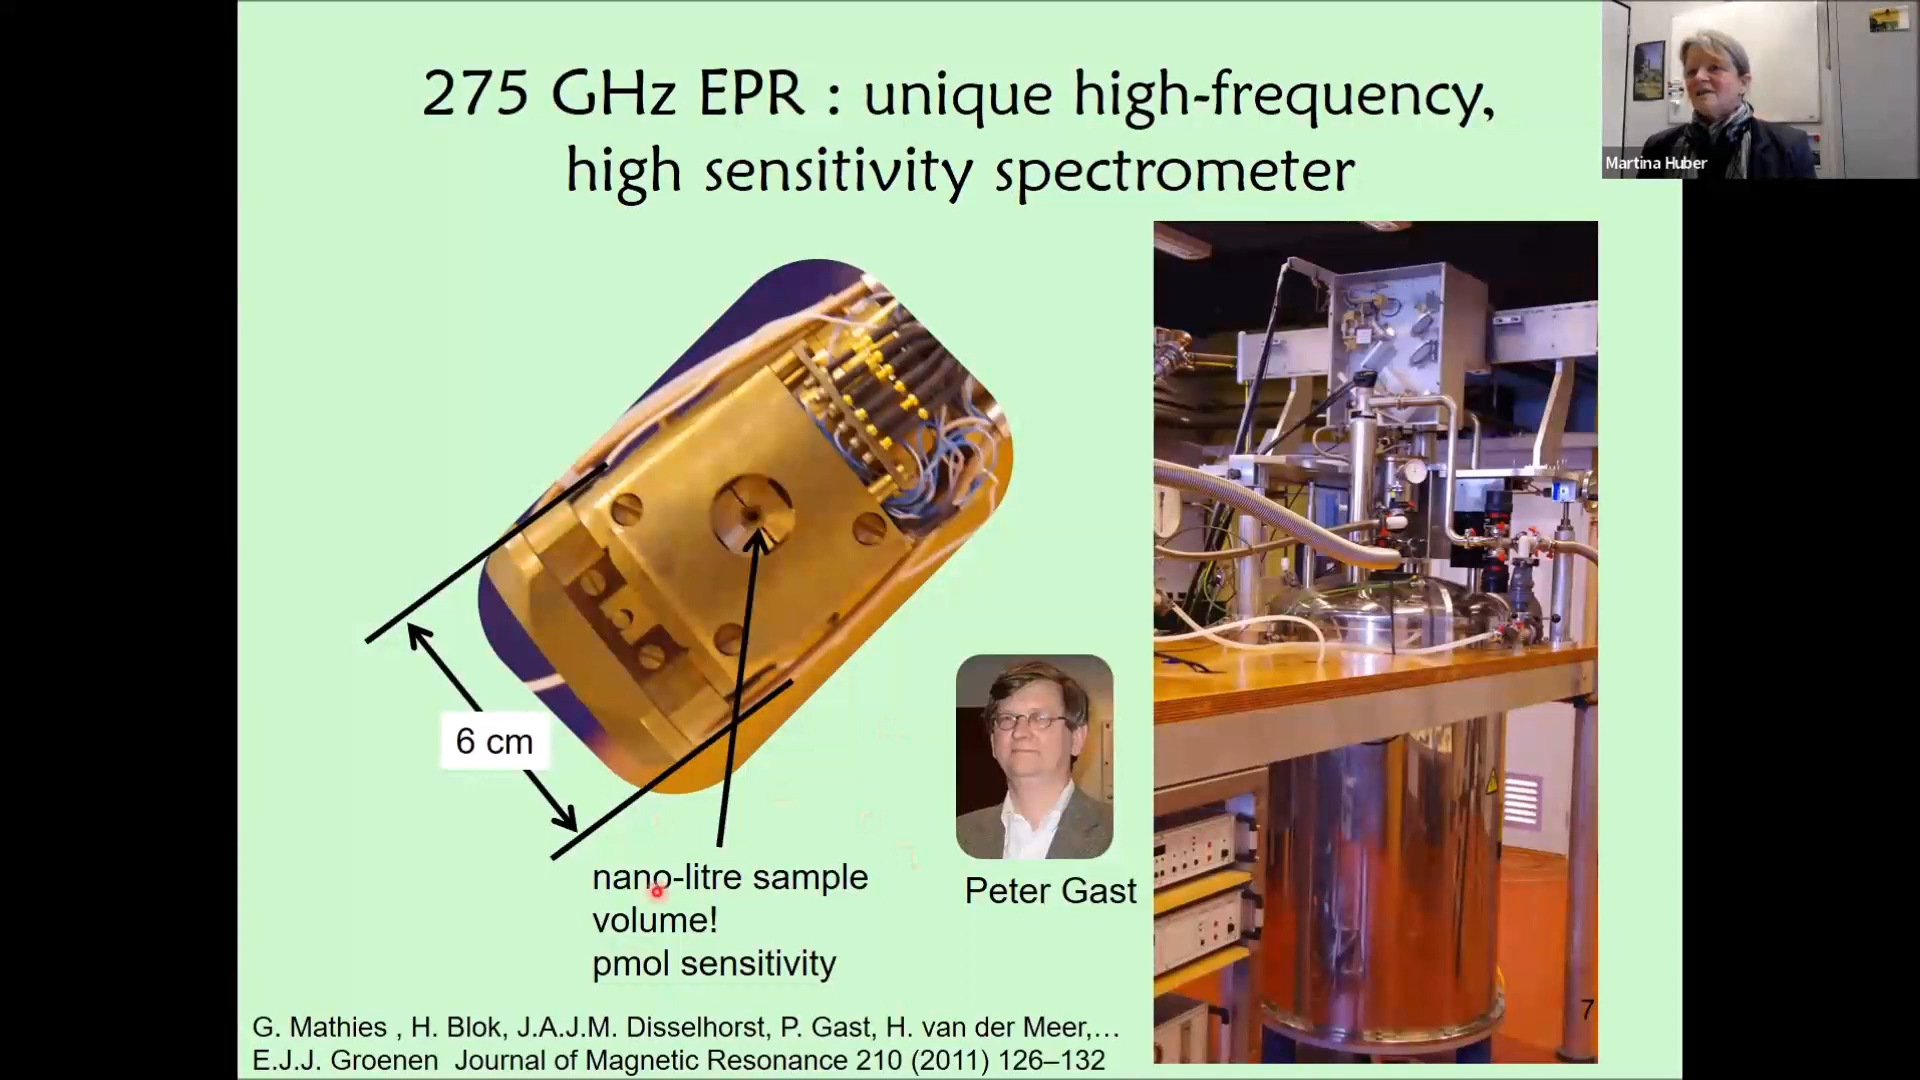 275 GHz EPR : unique high-frequency,
high sensitivity spectrometer
Martina Huber
6 cm
nano-litre sample
volume!
pmol sensitivity
Peter Gast
7
G. Mathies , H. Blok, J.A.J.M. Disselhorst, P. Gast, H. van der Meer,…
E.J.J. Groenen Journal of Magnetic Resonance 210 (2011) 126–132